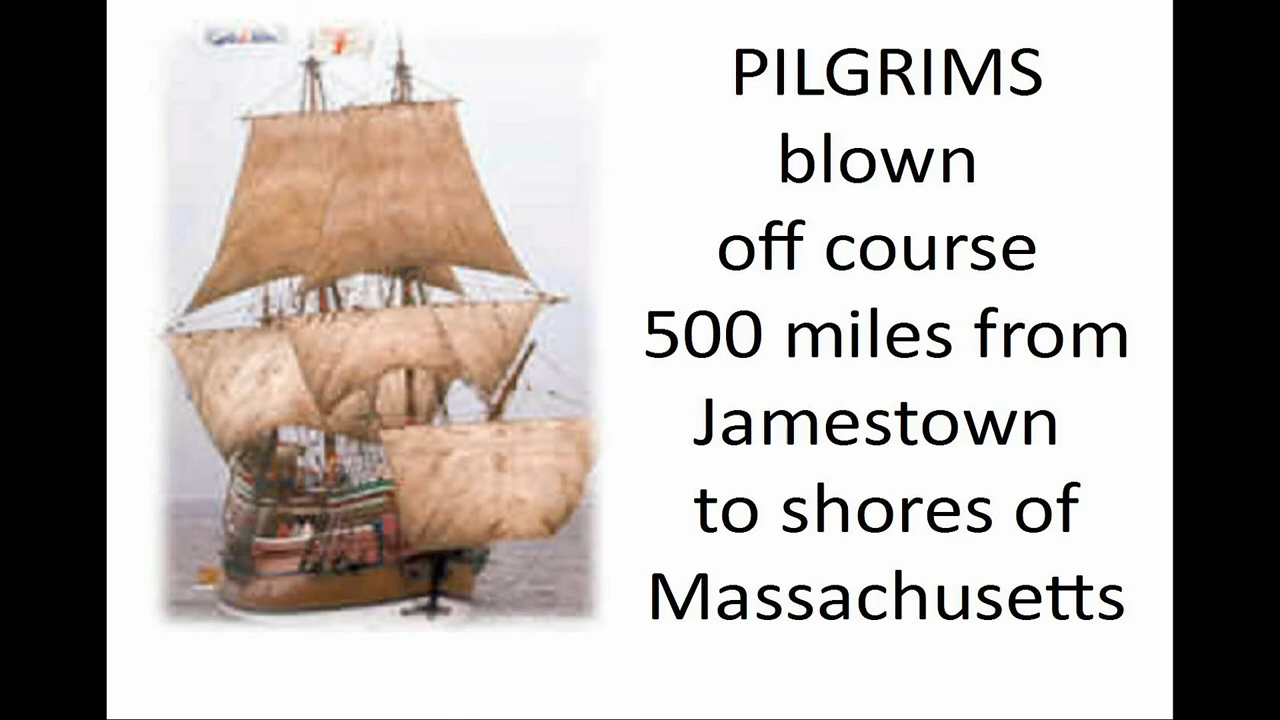 PILGRIMS
blown
off course
500 miles from
Jamestown
to shores of
Massachusetts